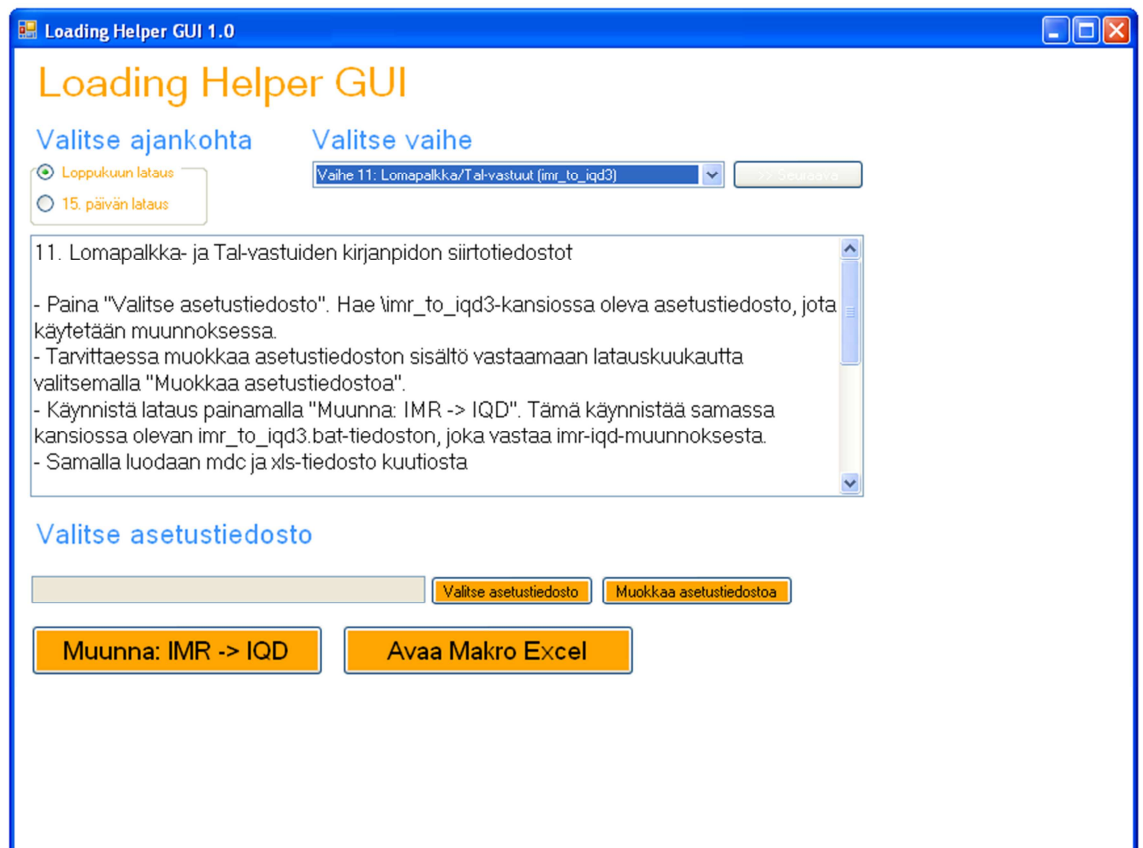 Loading Helper GUI 1.0
Loading Helper GUI
Valitse ajankohta
Valitse vaihe
Loppukuun lataus
15. päivän lataus
Vaihe 11: Lomapalkka/Tal-vastuut (imr_to_iqd3)
>> Seuraava
11. Lomapalkka- ja Tal-vastuiden kirjanpidon siirtotiedostot
- Paina "Valitse asetustiedosto". Hae \imr_to_iqd3-kansiossa oleva asetustiedosto, jota
käytetään muunnoksessa.
- Tarvittaessa muokkaa asetustiedoston sisältö vastaamaan latauskuukautta
valitsemalla "Muokkaa asetustiedostoa".
- Käynnistä lataus painamalla "Muunna: IMR -> IQD". Tämä käynnistää samassa
kansiossa olevan imr_to_iqd3.bat-tiedoston, joka vastaa imr-iqd-muunnoksesta.
- Samalla luodaan mdc ja xls-tiedosto kuutiosta
Valitse asetustiedosto
Valitse asetustiedosto
Muokkaa asetustiedostoa
Muunna: IMR -> IQD
Avaa Makro Excel